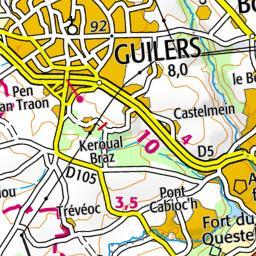 92
GUILERS
8,0
Pen
an Traon
le B
Castelmein
10
4
Keroual
Braz
D5
D105
iou
3,5
Pont
Cabioc'h
Trévéoc
Fort du
Questel